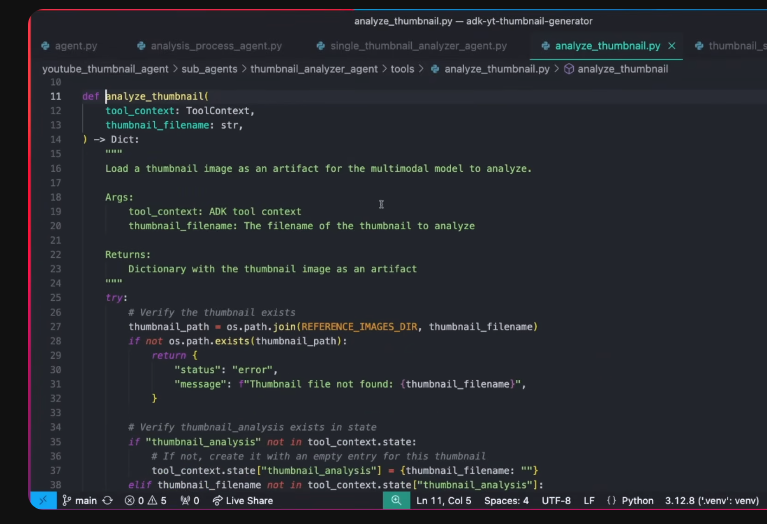 analyze_thumbnail.py — adk-yt-thumbnail-generator
agent.py analysis_process_agent.py single_thumbnail_analyzer_agent.py analyze_thumbnail.py × thumbnail_s
youtube_thumbnail_agent > sub_agents > thumbnail_analyzer_agent > tools > analyze_thumbnail.py > analyze_thumbnail
10
11 def analyze_thumbnail(
12 tool_context: ToolContext,
13 thumbnail_filename: str,
14 ) -> Dict:
15 """
16 Load a thumbnail image as an artifact for the multimodal model to analyze.
17
18 Args:
19 tool_context: ADK tool context
20 thumbnail_filename: The filename of the thumbnail to analyze
21
22 Returns:
23 Dictionary with the thumbnail image as an artifact
24 """
25 try:
26 # Verify the thumbnail exists
27 thumbnail_path = os.path.join(REFERENCE_IMAGES_DIR, thumbnail_filename)
28 if not os.path.exists(thumbnail_path):
29 return {
30 "status": "error",
31 "message": f"Thumbnail file not found: {thumbnail_filename}",
32 }
33
34 # Verify thumbnail_analysis exists in state
35 if "thumbnail_analysis" not in tool_context.state:
36 # If not, create it with an empty entry for this thumbnail
37 tool_context.state["thumbnail_analysis"] = {thumbnail_filename: ""}
38 elif thumbnail_filename not in tool_context.state["thumbnail_analysis"]:
main 0 5 0 Live Share Ln 11, Col 5 Spaces: 4 UTF-8 LF {} Python 3.12.8 ('.venv': venv)